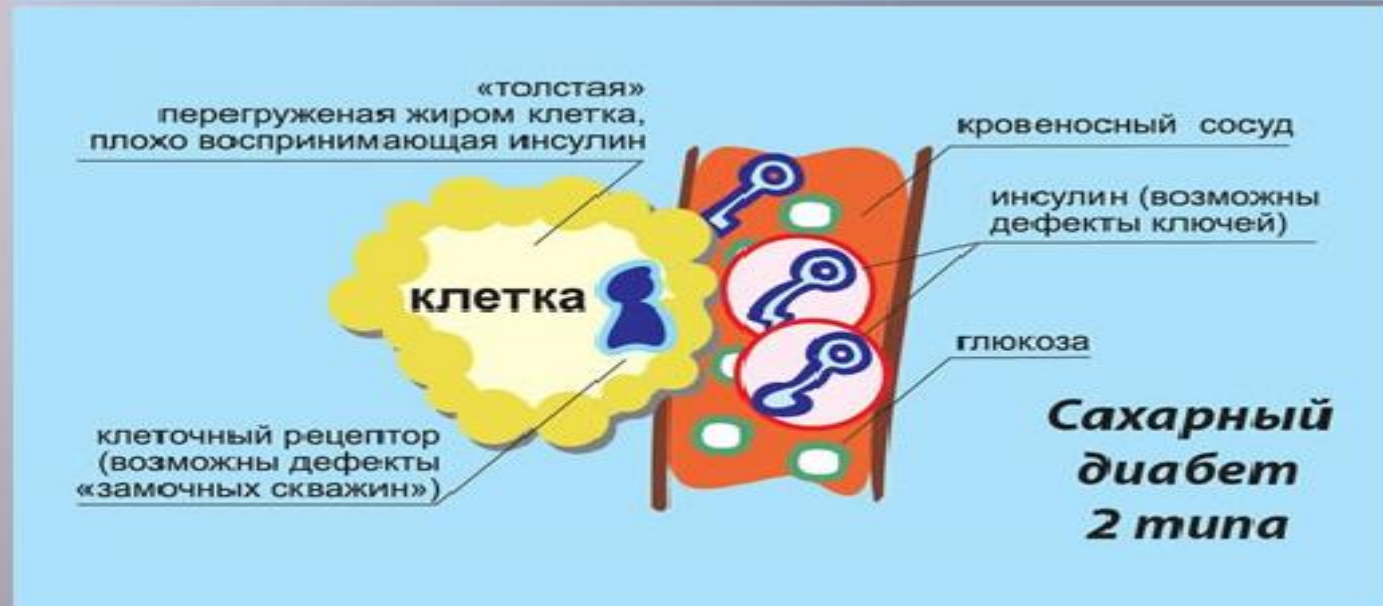 «толстая»
перегруженая жиром клетка,
плохо воспринимающая инсулин
кровеносный сосуд
инсулин (возможны
дефекты ключей)
клетка
глюкоза
клеточный рецептор
(возможны дефекты
«замочных скважин»)
Сахарный
диабет
2 типа